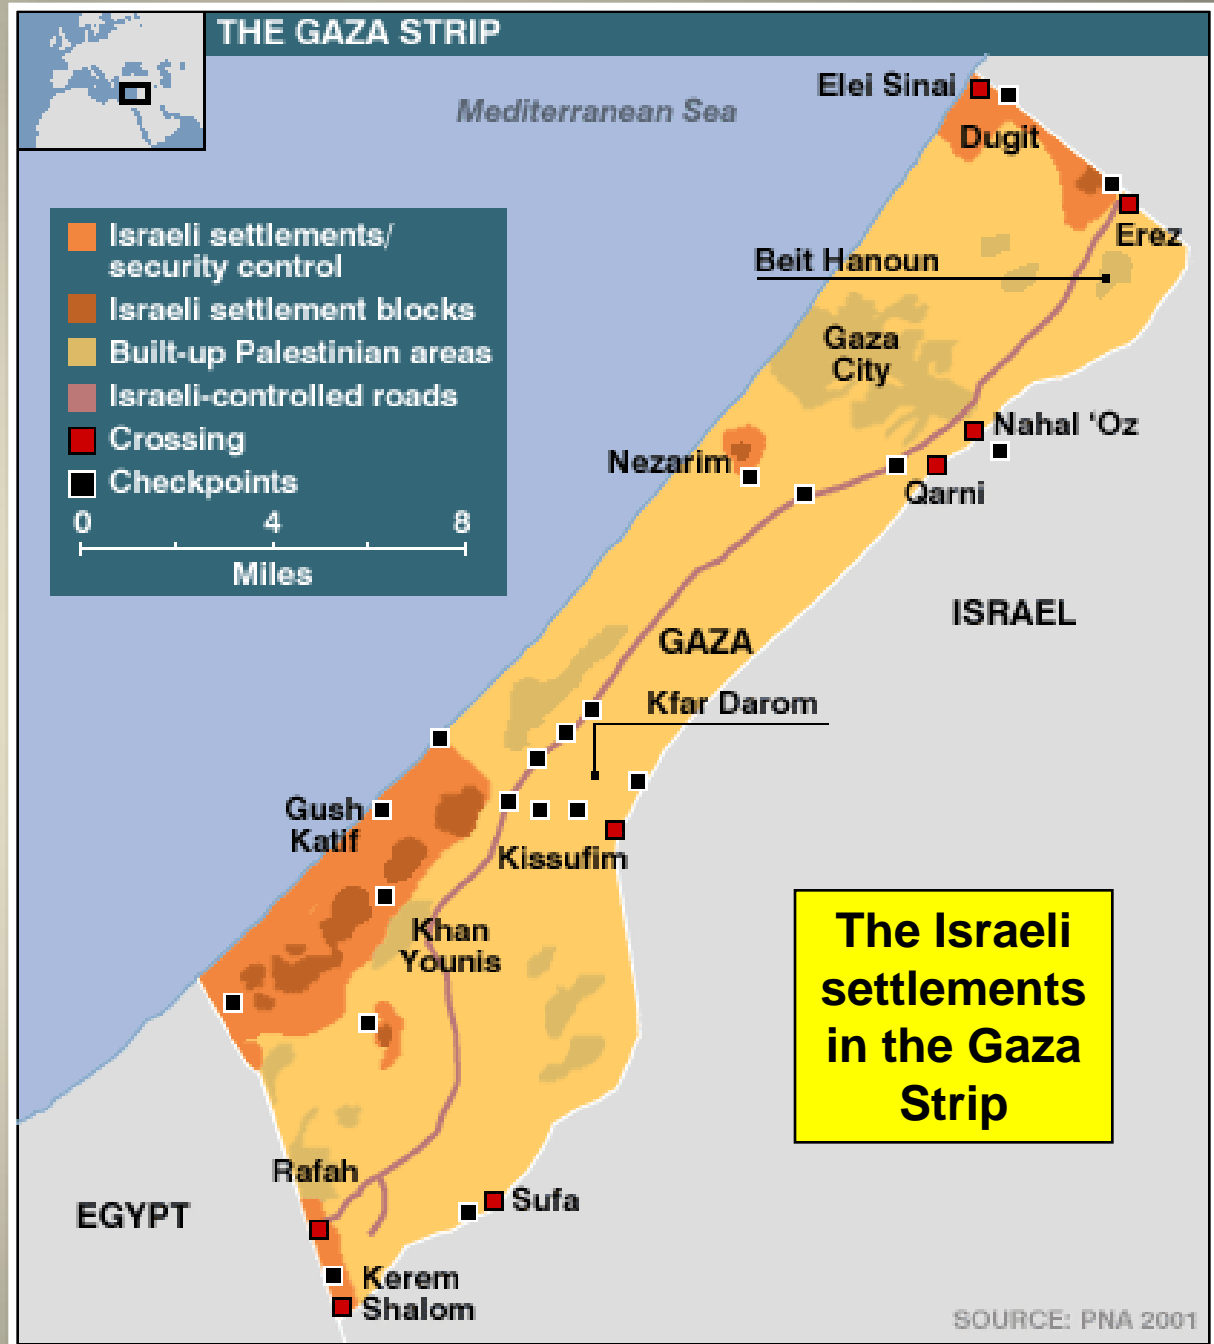 THE GAZA STRIP
Mediterranean Sea
Elei Sinai
Dugit
Erez
Beit Hanoun
Israeli settlements/
security control
Israeli settlement blocks
Built-up Palestinian areas
Israeli-controlled roads
Crossing
Checkpoints
0 4 8
Miles
Gaza
City
Nahal ‘Oz
Nezarim
Qarni
ISRAEL
GAZA
Kfar Darom
Gush
Katif
Kissufim
Khan
Younis
The Israeli
settlements
in the Gaza
Strip
Rafah
EGYPT
Sufa
Kerem
Shalom
SOURCE: PNA 2001